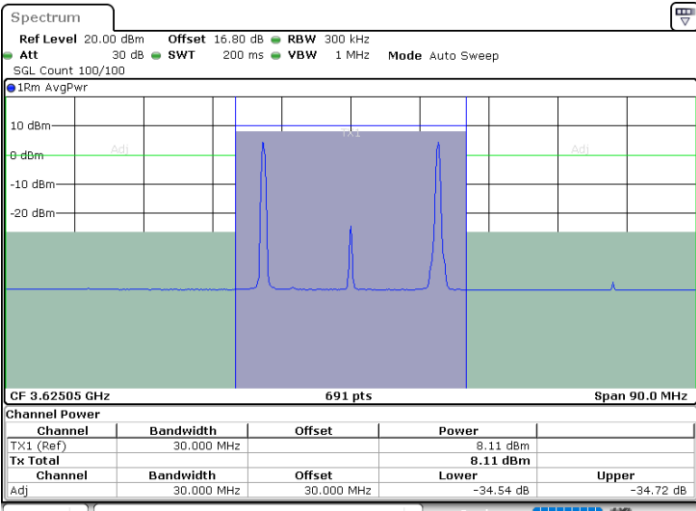 Spectrum
Ref Level 20.00 dBm Offset 16.80 dB RBW 300 kHz
Att 30 dB SWT 200 ms VBW 1 MHz Mode Auto Sweep
SGL Count 100/100
1Rm AvgPwr
10 dBm
TX1
Adj Adj
0 dBm
-10 dBm
-20 dBm
CF 3.62505 GHz 691 pts Span 90.0 MHz
Channel Power
Channel Bandwidth Offset Power
TX1 (Ref) 30.000 MHz 8.11 dBm
Tx Total 8.11 dBm
Channel Bandwidth Offset Lower Upper
Adj 30.000 MHz 30.000 MHz -34.54 dB -34.72 dB